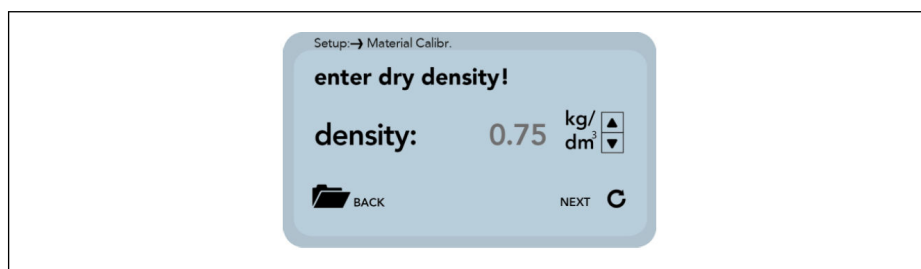 Setup:→ Material Calibr.
enter dry density!
density: 0.75 kg/dm³
BACK NEXT